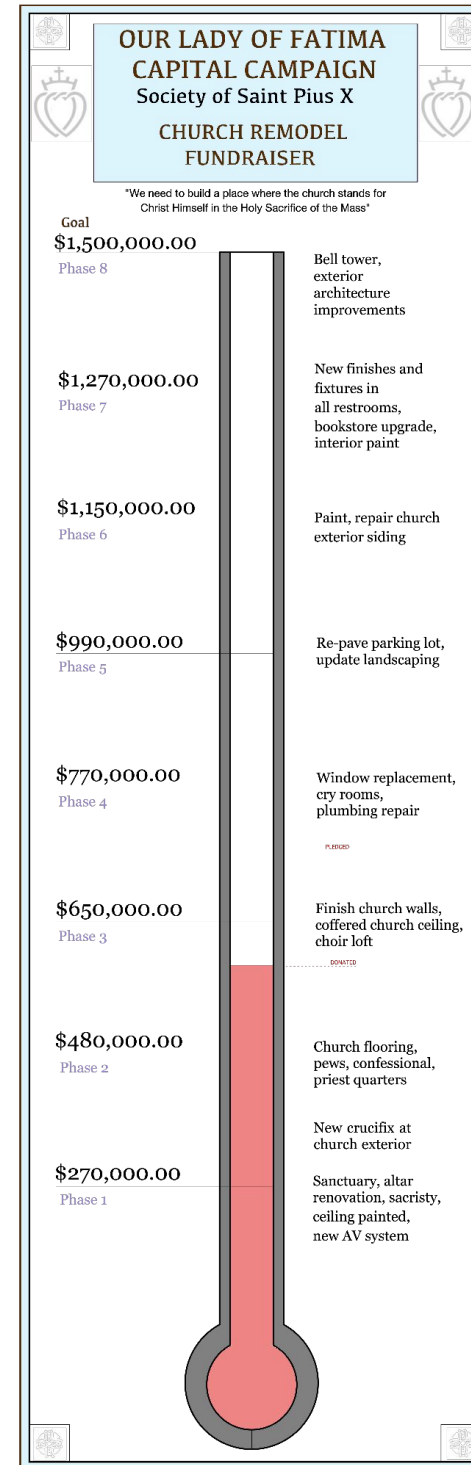 OUR LADY OF FATIMA
CAPITAL CAMPAIGN
Society of Saint Pius X
CHURCH REMODEL
FUNDRAISER
"We need to build a place where the church stands for
Christ Himself in the Holy Sacrifice of the Mass"
Goal
$1,500,000.00
Phase 8
Bell tower,
exterior
architecture
improvements
$1,270,000.00
Phase 7
New finishes and
fixtures in
all restrooms,
bookstore upgrade,
interior paint
$1,150,000.00
Phase 6
Paint, repair church
exterior siding
$990,000.00
Phase 5
Re-pave parking lot,
update landscaping
$770,000.00
Phase 4
Window replacement,
cry rooms,
plumbing repair
PLEDGED
$650,000.00
Phase 3
Finish church walls,
coffered church ceiling,
choir loft
DONATED
$480,000.00
Phase 2
Church flooring,
pews, confessional,
priest quarters
New crucifix at
church exterior
$270,000.00
Phase 1
Sanctuary, altar
renovation, sacristy,
ceiling painted,
new AV system